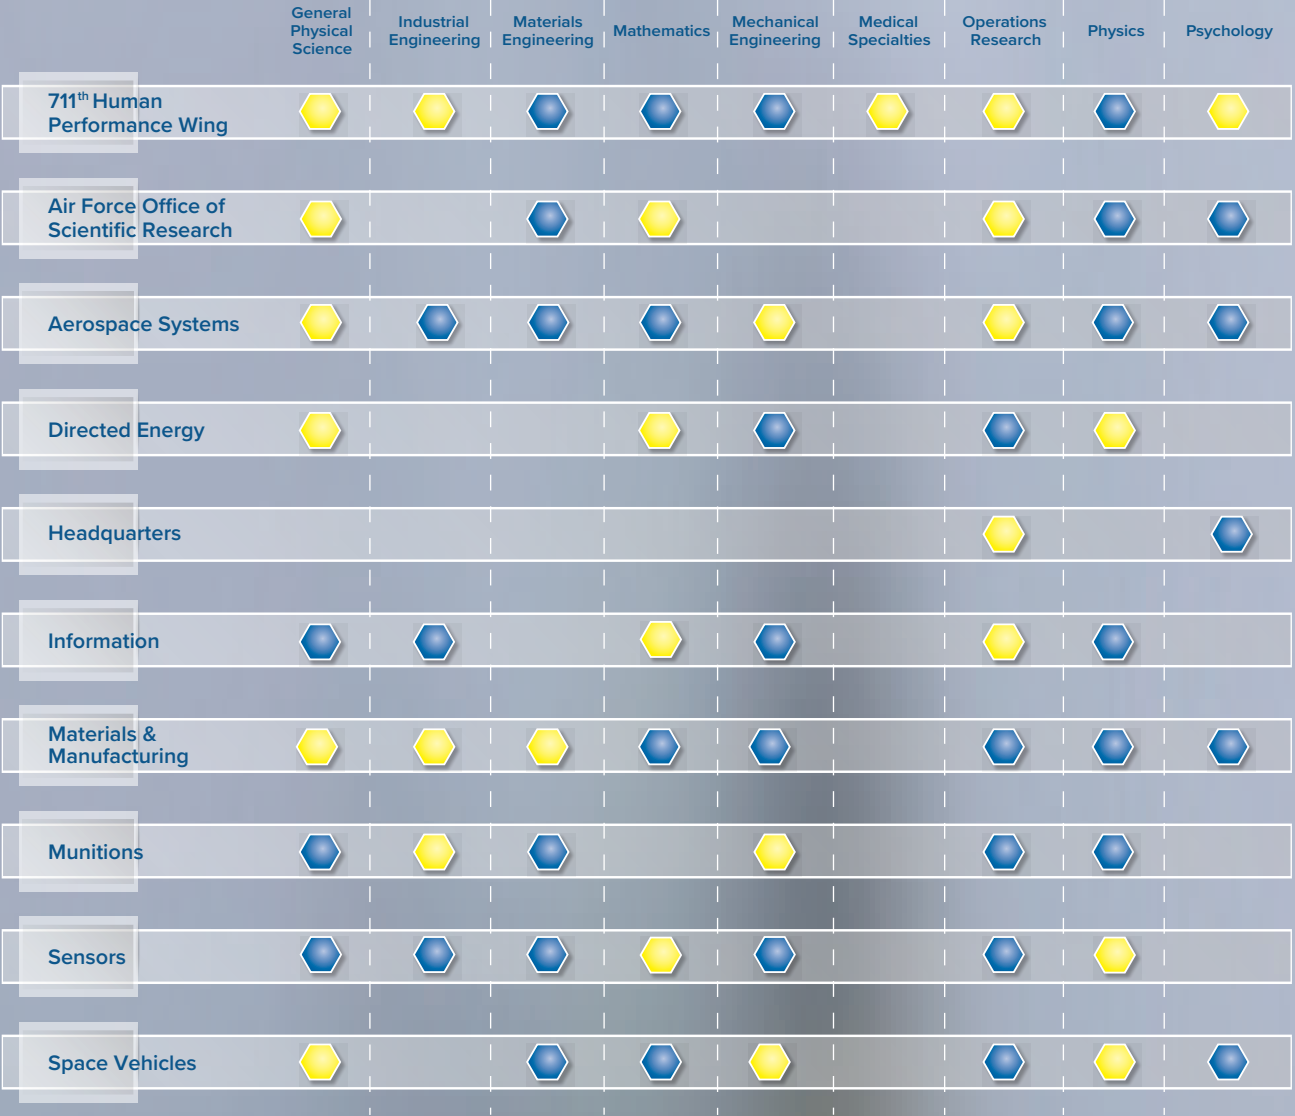 General
Physical
Science
Industrial
Engineering
Materials
Engineering
Mathematics
Mechanical
Engineering
Medical
Specialties
Operations
Research
Physics
Psychology
711th Human
Performance Wing
Air Force Office of
Scientific Research
Aerospace Systems
Directed Energy
Headquarters
Information
Materials &
Manufacturing
Munitions
Sensors
Space Vehicles